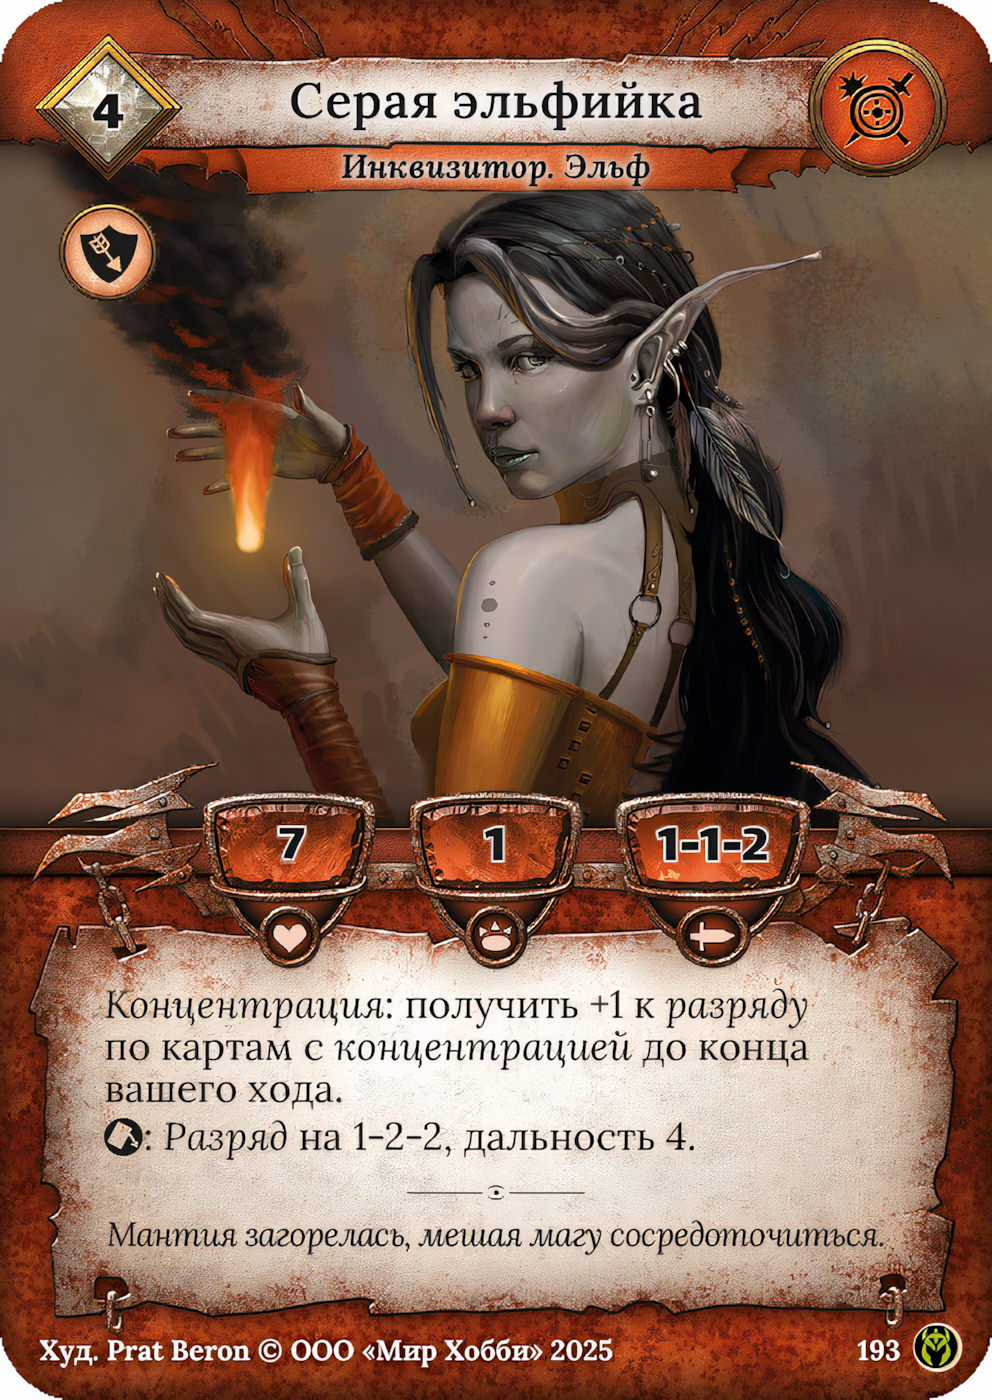 4
Серая эльфийка
Инквизитор. Эльф
7
1
1-1-2
Концентрация: получить +1 к разряду
по картам с концентрацией до конца
вашего хода.
: Разряд на 1-2-2, дальность 4.
Мантия загорелась, мешая магу сосредоточиться.
Худ. Prat Beron © ООО «Мир Хобби» 2025
193